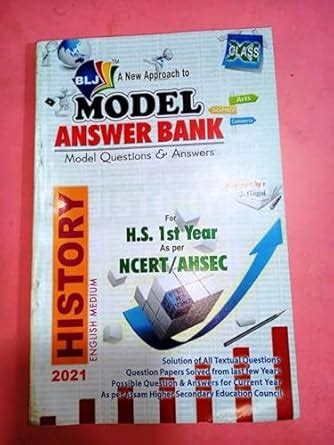 BLJ
TM
A New Approach to
CLASS
XI
MODEL
ANSWER BANK
Model Questions & Answers
Arts
Science
Commerce
For
H.S. 1st Year
As per
NCERT/AHSEC
HISTORY
ENGLISH MEDIUM
2021
Solution of All Textual Questions
Question Papers Solved from last few Years
Possible Question & Answers for Current Year
As per Assam Higher Secondary Education Council